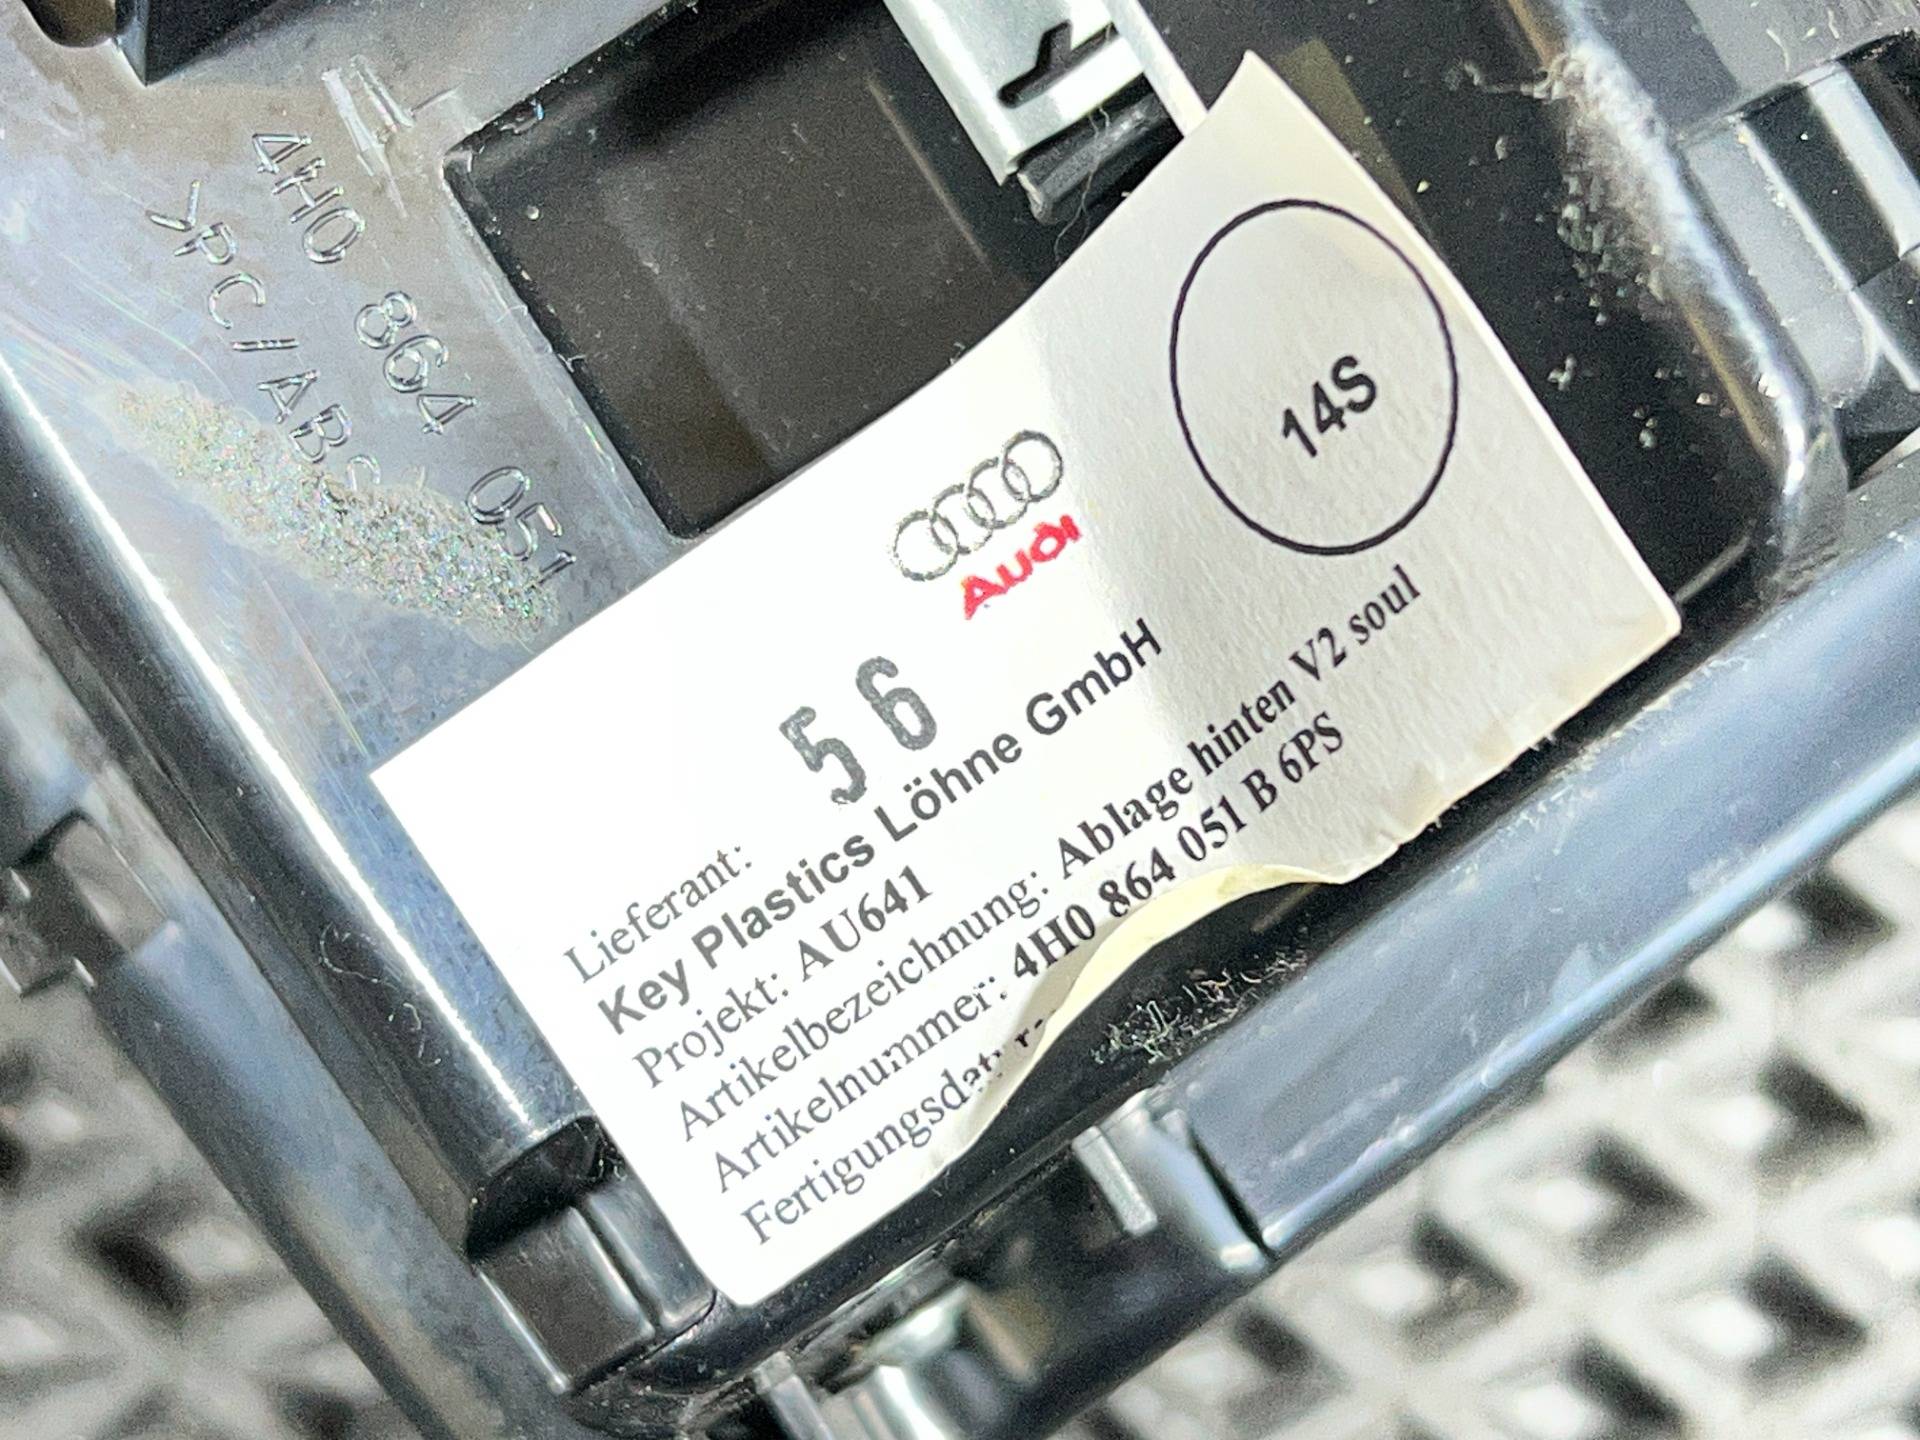 4H0 864 051
>PC/ABS
Y
14S
Audi
56
Lieferant:
Key Plastics Löhne GmbH
Projekt: AU641
Artikelbezeichnung: Ablage hinten V2 soul
Artikelnummer: 4H0 864 051 B 6PS